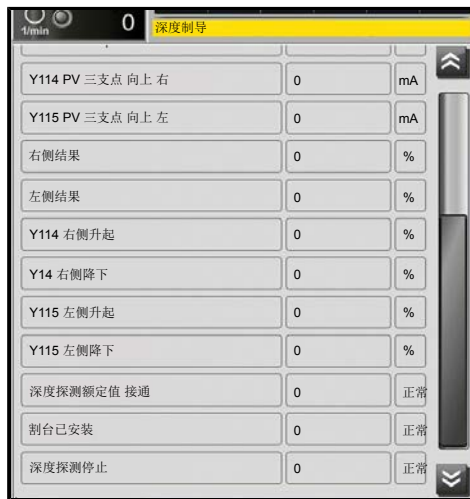 1/min 0 深度制导
Y114 PV 三支点 向上 右 0 mA
Y115 PV 三支点 向上 左 0 mA
右侧结果 0 %
左侧结果 0 %
Y114 右侧升起 0 %
Y14 右侧降下 0 %
Y115 左侧升起 0 %
Y115 左侧降下 0 %
深度探测额定值 接通 0 正常
割台已安装 0 正常
深度探测停止 0 正常